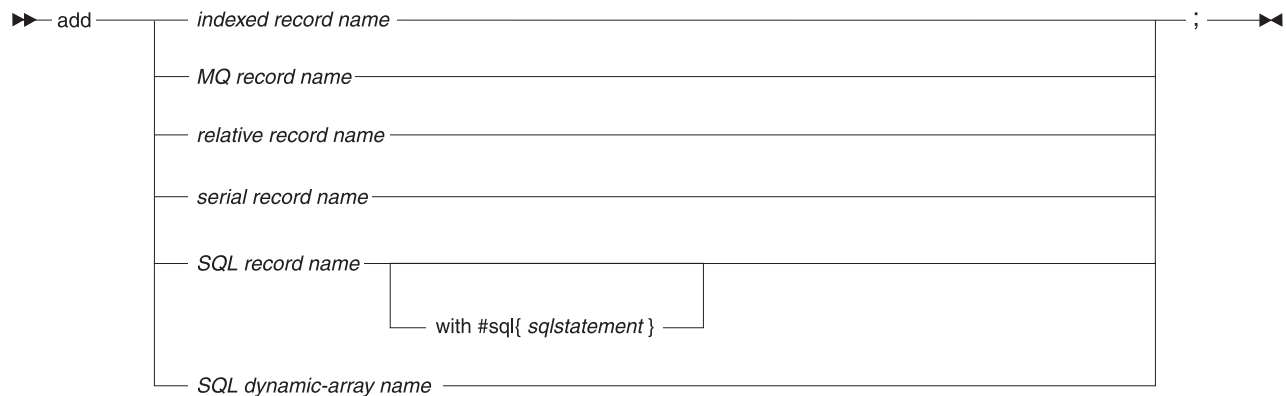 add indexed record name ;
MQ record name
relative record name
serial record name
SQL record name
with #sql{ sqlstatement }
SQL dynamic-array name